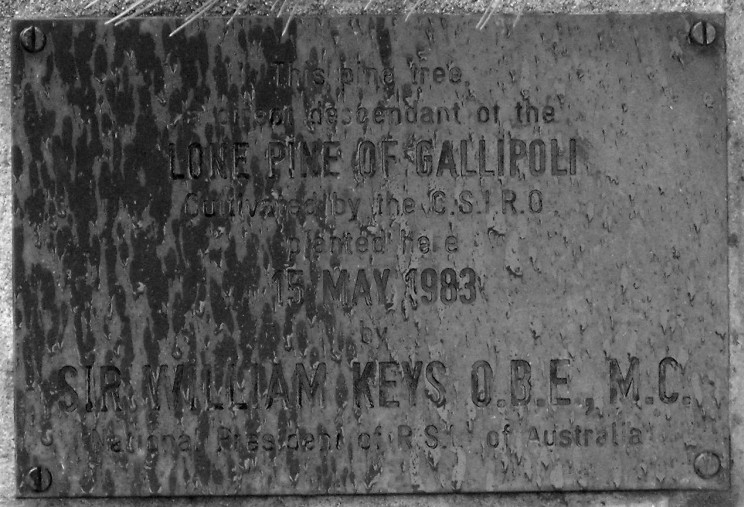 This pine tree,
a direct descendant of the
LONE PINE OF GALLIPOLI
Cultivated by the C.S.I.R.O
planted here
15 MAY 1983
by
SIR WILLIAM KEYS O.B.E., M.C.
National President of R.S.L. of Australia